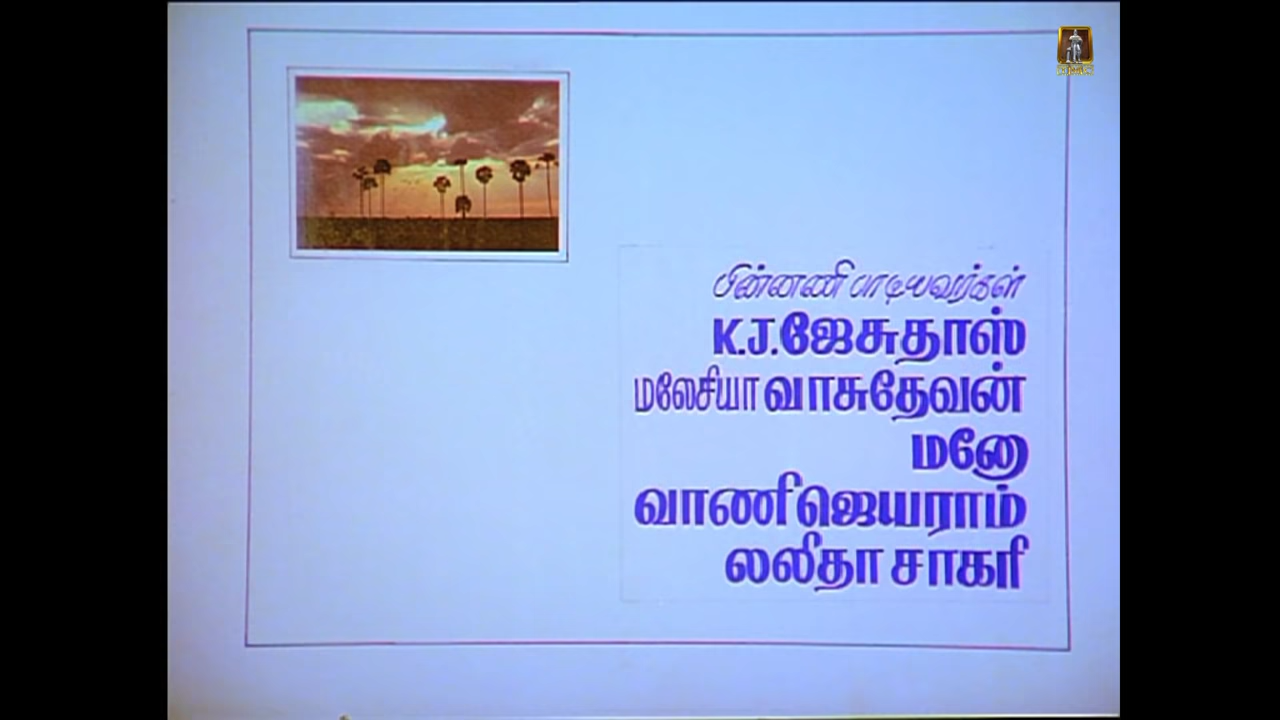 பின்னணி பாடியவர்கள்
K.J.ஜேசுதாஸ்
மலேசியா வாசுதேவன்
மனோ
வாணி ஜெயராம்
லலிதா சாகரி